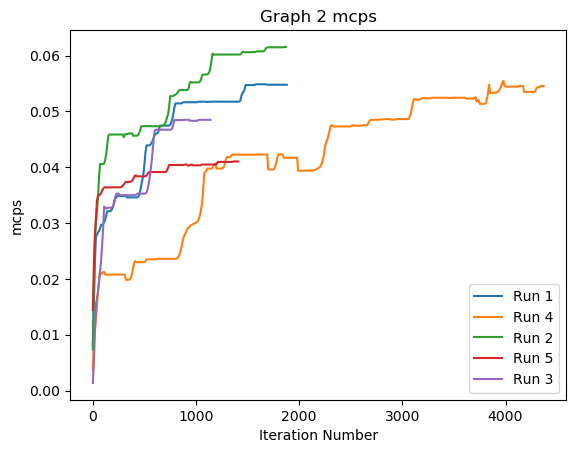 Graph 2 mcps
mcps
0.06
0.05
0.04
0.03
0.02
0.01
0.00
0
1000
2000
3000
4000
Iteration Number
Run 1
Run 4
Run 2
Run 5
Run 3